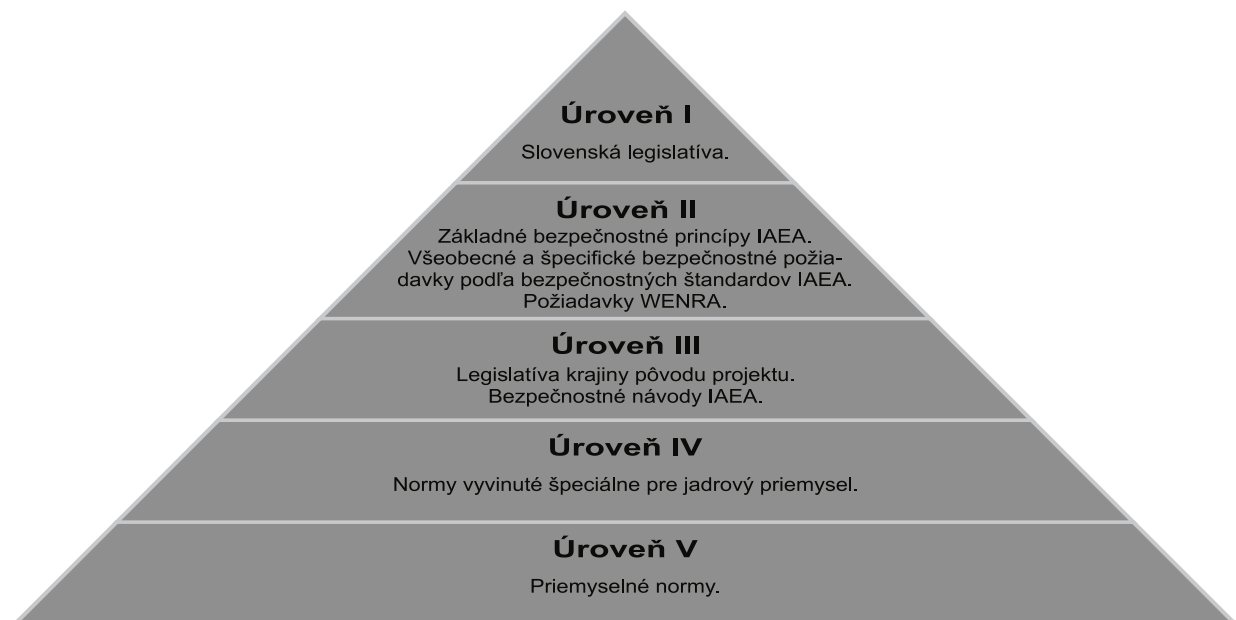 Úroveň I
Slovenská legislatíva.
Úroveň II
Základné bezpečnostné princípy IAEA.
Všeobecné a špecifické bezpečnostné požia-
davky podľa bezpečnostných štandardov IAEA.
Požiadavky WENRA.
Úroveň III
Legislatíva krajiny pôvodu projektu.
Bezpečnostné návody IAEA.
Úroveň IV
Normy vyvinuté špeciálne pre jadrový priemysel.
Úroveň V
Priemyselné normy.